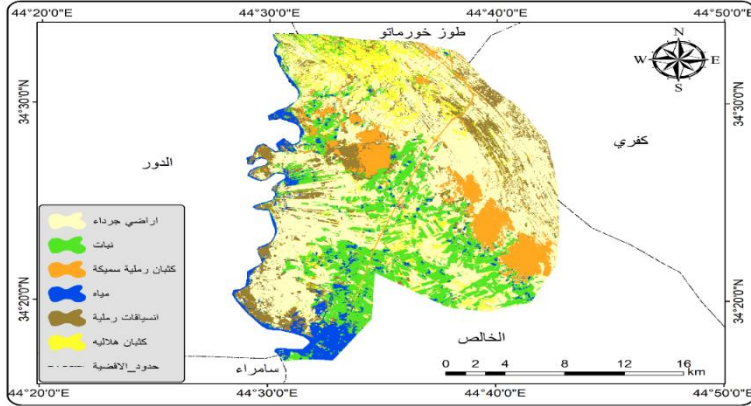 44°20'0"E 44°30'0"E 44°40'0"E 44°50'0"E
طوز خورماتو
N
W E
S
34°30'0"N 34°30'0"N
كفري
الدور
اراضي جرداء
نبات
كثبان رملية سميكة
مياه
انسياقات رملية
كثبان هلاليه
حدود_الاقضية
34°20'0"N 34°20'0"N
الخالص
سامراء
0 2 4 8 12 16
km
44°20'0"E 44°30'0"E 44°40'0"E 44°50'0"E